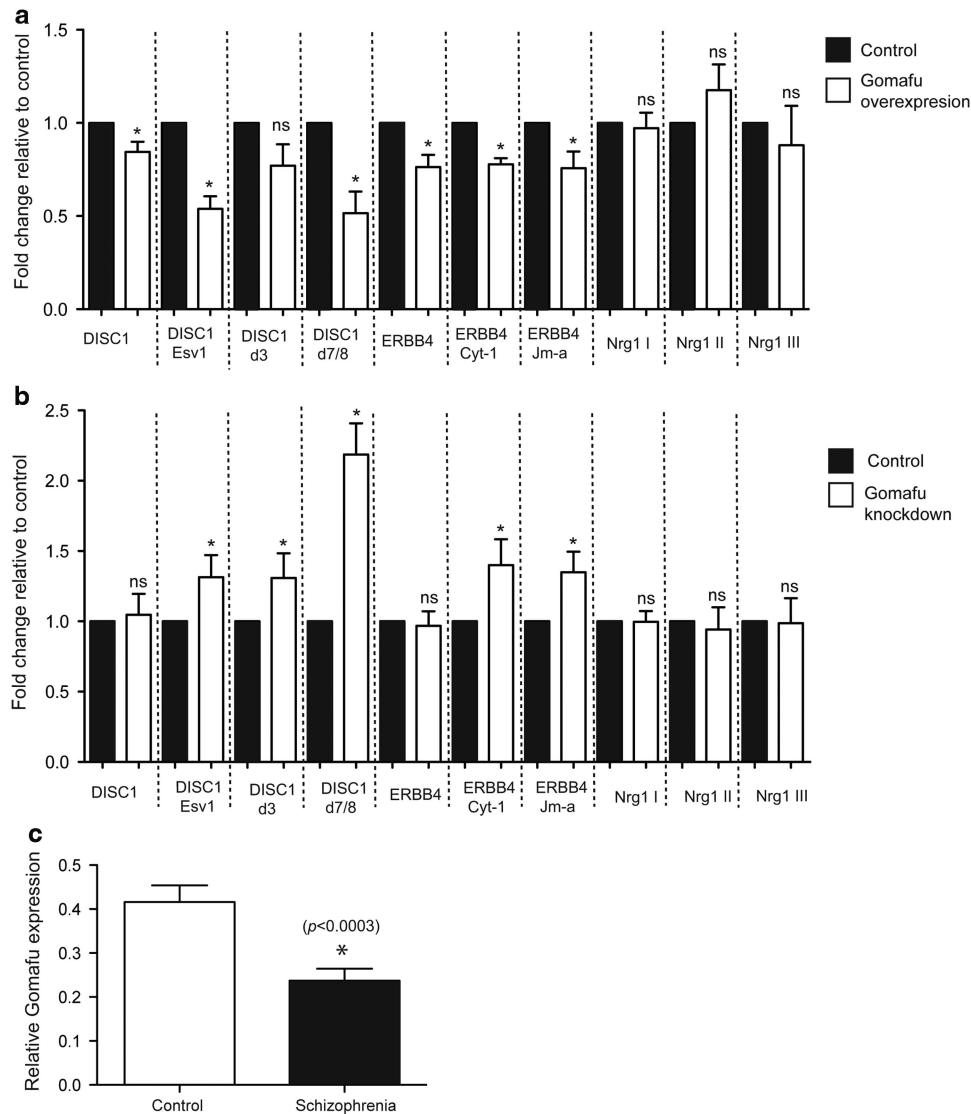 a
Fold change relative to control
1.5
1.0
0.5
0.0
*
*
ns
*
*
*
*
ns
ns
ns
DISC1
DISC1
Esv1
DISC1
d3
DISC1
d7/8
ERBB4
ERBB4
Cyt-1
ERBB4
Jm-a
Nrg1 I
Nrg1 II
Nrg1 III
Control
Gomafu
overexpresion
b
Fold change relative to control
2.5
2.0
1.5
1.0
0.5
0.0
ns
*
*
*
ns
*
*
ns
ns
ns
DISC1
DISC1
Esv1
DISC1
d3
DISC1
d7/8
ERBB4
ERBB4
Cyt-1
ERBB4
Jm-a
Nrg1 I
Nrg1 II
Nrg1 III
Control
Gomafu
knockdown
c
Relative Gomafu expression
0.5
0.4
0.3
0.2
0.1
0.0
(p<0.0003)
*
Control
Schizophrenia